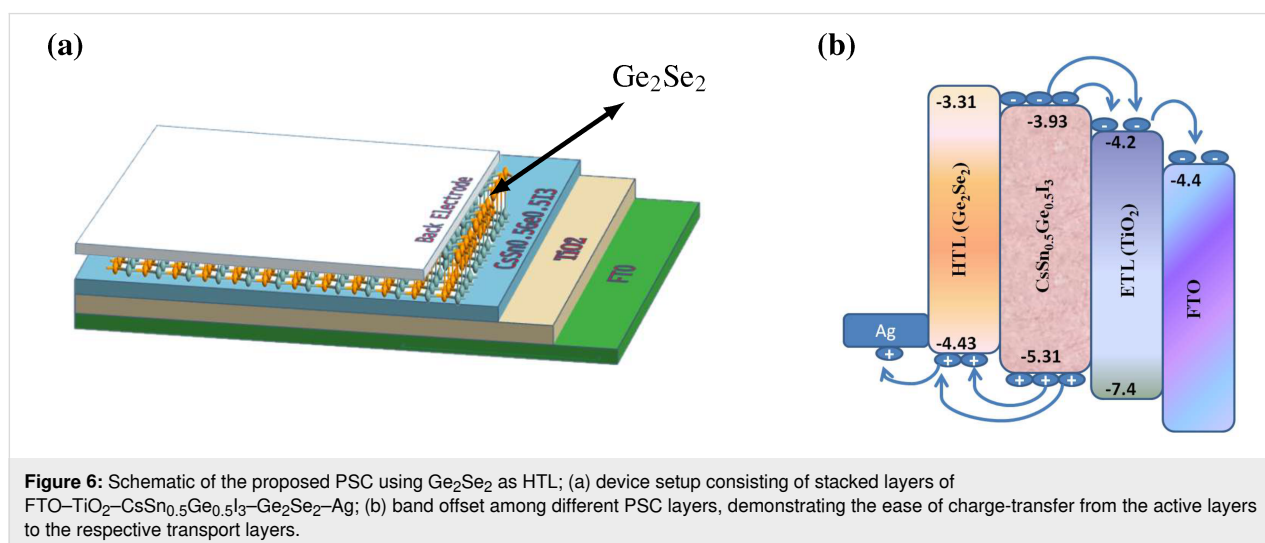 (a)
Ge₂Se₂
Back Electrode
CsSn0.5Ge0.5I3
TiO2
FTO
(b)
-3.31
-3.93
-4.2
-4.4
HTL (Ge₂Se₂)
CsSn₀.₅Ge₀.₅I₃
ETL (TiO₂)
FTO
Ag
-4.43
-5.31
-7.4
Figure 6: Schematic of the proposed PSC using Ge₂Se₂ as HTL; (a) device setup consisting of stacked layers of
FTO–TiO₂–CsSn₀.₅Ge₀.₅I₃–Ge₂Se₂–Ag; (b) band offset among different PSC layers, demonstrating the ease of charge-transfer from the active layers
to the respective transport layers.